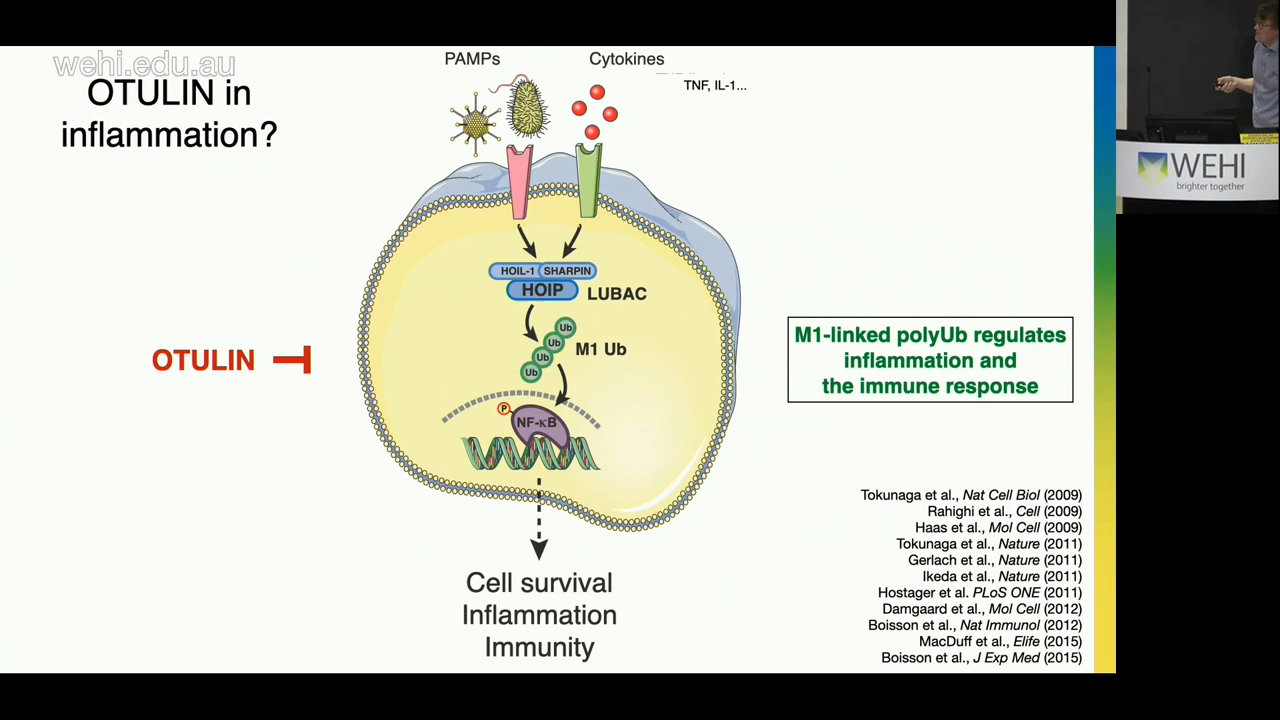 wehi.edu.au
OTULIN in
inflammation?
PAMPs
Cytokines
TNF, IL-1...
HOIL-1
SHARPIN
HOIP
LUBAC
Ub
Ub
Ub
Ub
M1 Ub
OTULIN
P
NF-κB
M1-linked polyUb regulates
inflammation and
the immune response
Cell survival
Inflammation
Immunity
Tokunaga et al., Nat Cell Biol (2009)
Rahighi et al., Cell (2009)
Haas et al., Mol Cell (2009)
Tokunaga et al., Nature (2011)
Gerlach et al., Nature (2011)
Ikeda et al., Nature (2011)
Hostager et al. PLoS ONE (2011)
Damgaard et al., Mol Cell (2012)
Boisson et al., Nat Immunol (2012)
MacDuff et al., Elife (2015)
Boisson et al., J Exp Med (2015)
WEHI
brighter together